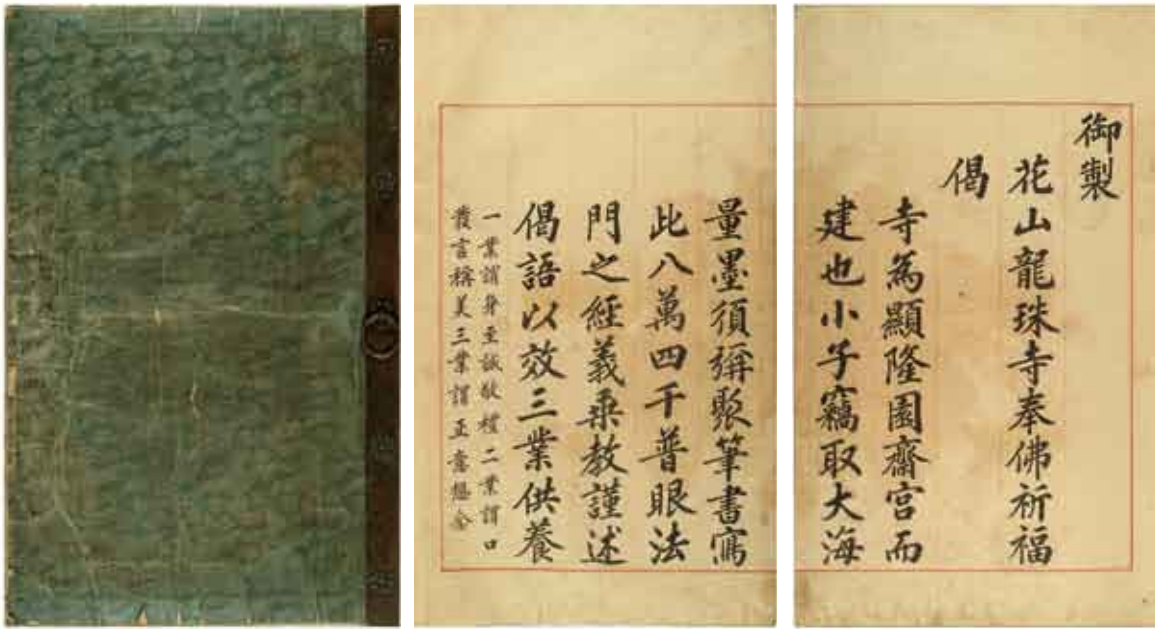 御製
花山龍珠寺奉佛祈福
偈
寺為顯隆園齋宮而
建也小子竊取大海
量墨須彌聚筆書寫
此八萬四千普眼法
門之經義秉教謹述
偈語以效三業供養
一業謂身至誠敬禮二業謂口
發言稱美三業謂正意